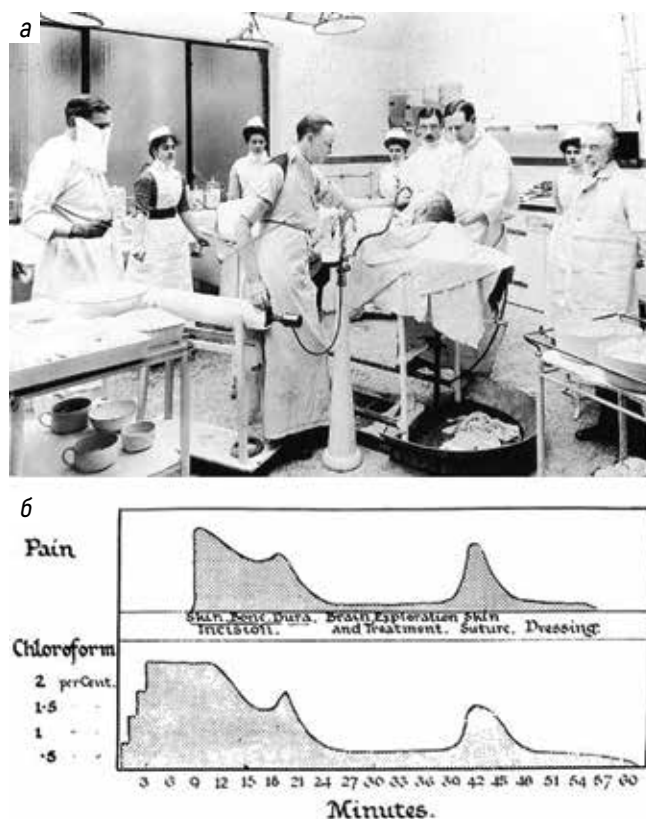 а
б
Pain
Skin, Bone, Dura, Brain Exploration Skin
Incision. and Treatment. Suture. Dressing.
Chloroform
2 per Cent.
1·5 " "
1 " "
·5 " "
3 6 9 12 15 18 21 24 27 30 33 36 39 42 45 48 51 54 57 60
Minutes.